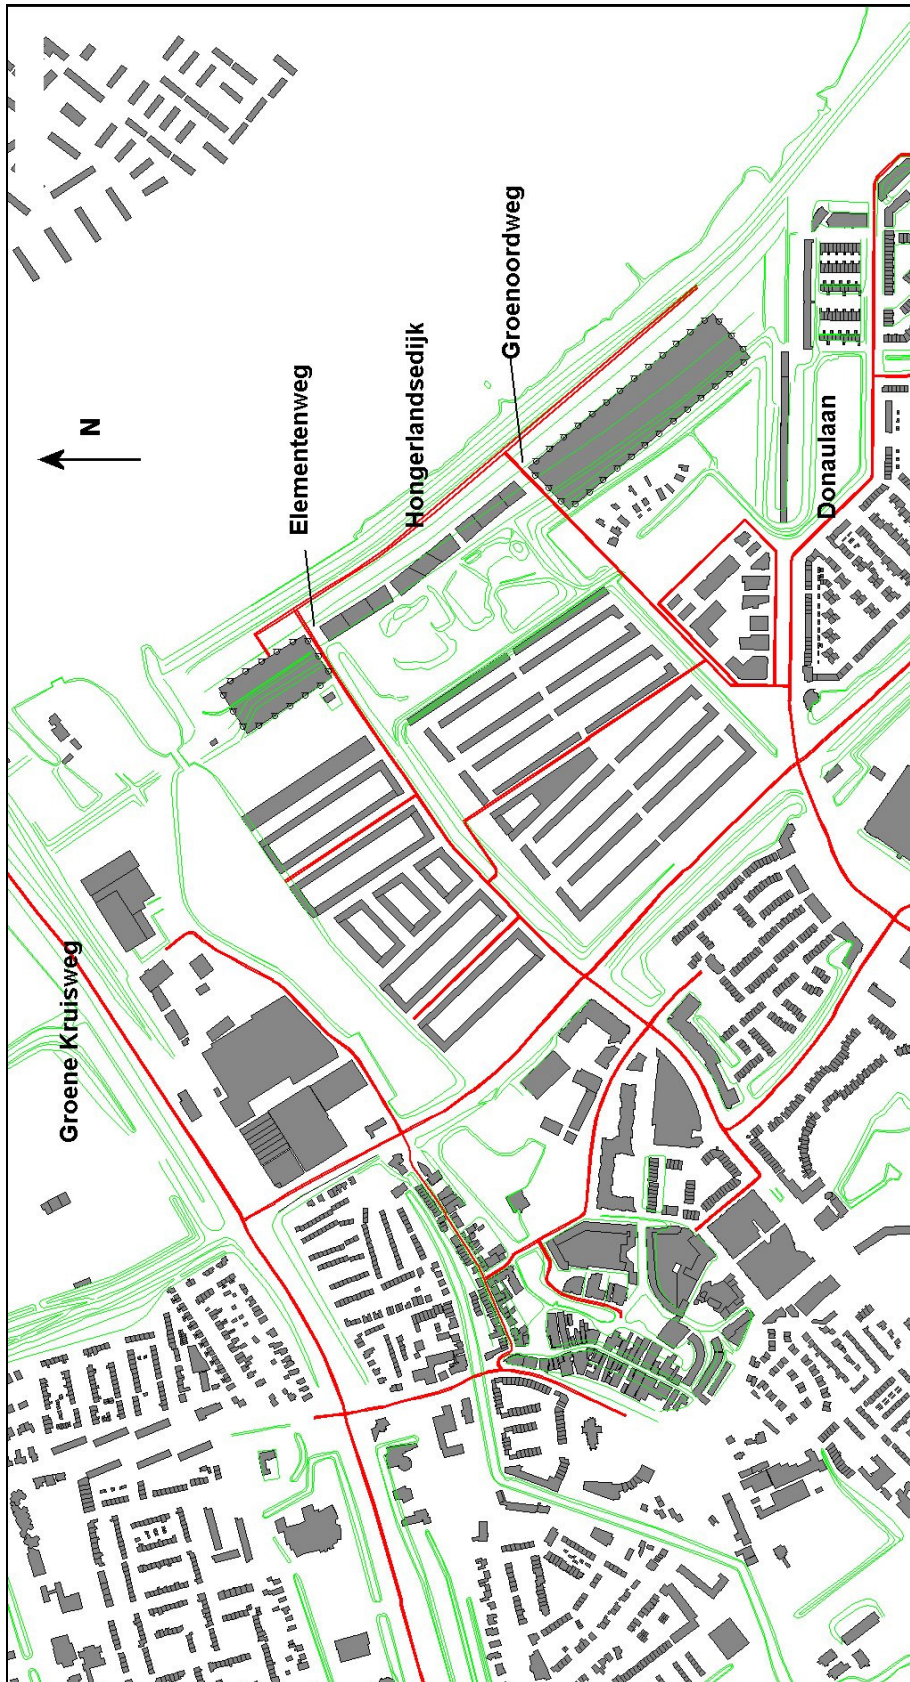 Groene Kruisweg
N
Elementenweg
Hongerlandsedijk
Groenoordweg
Donaulaan